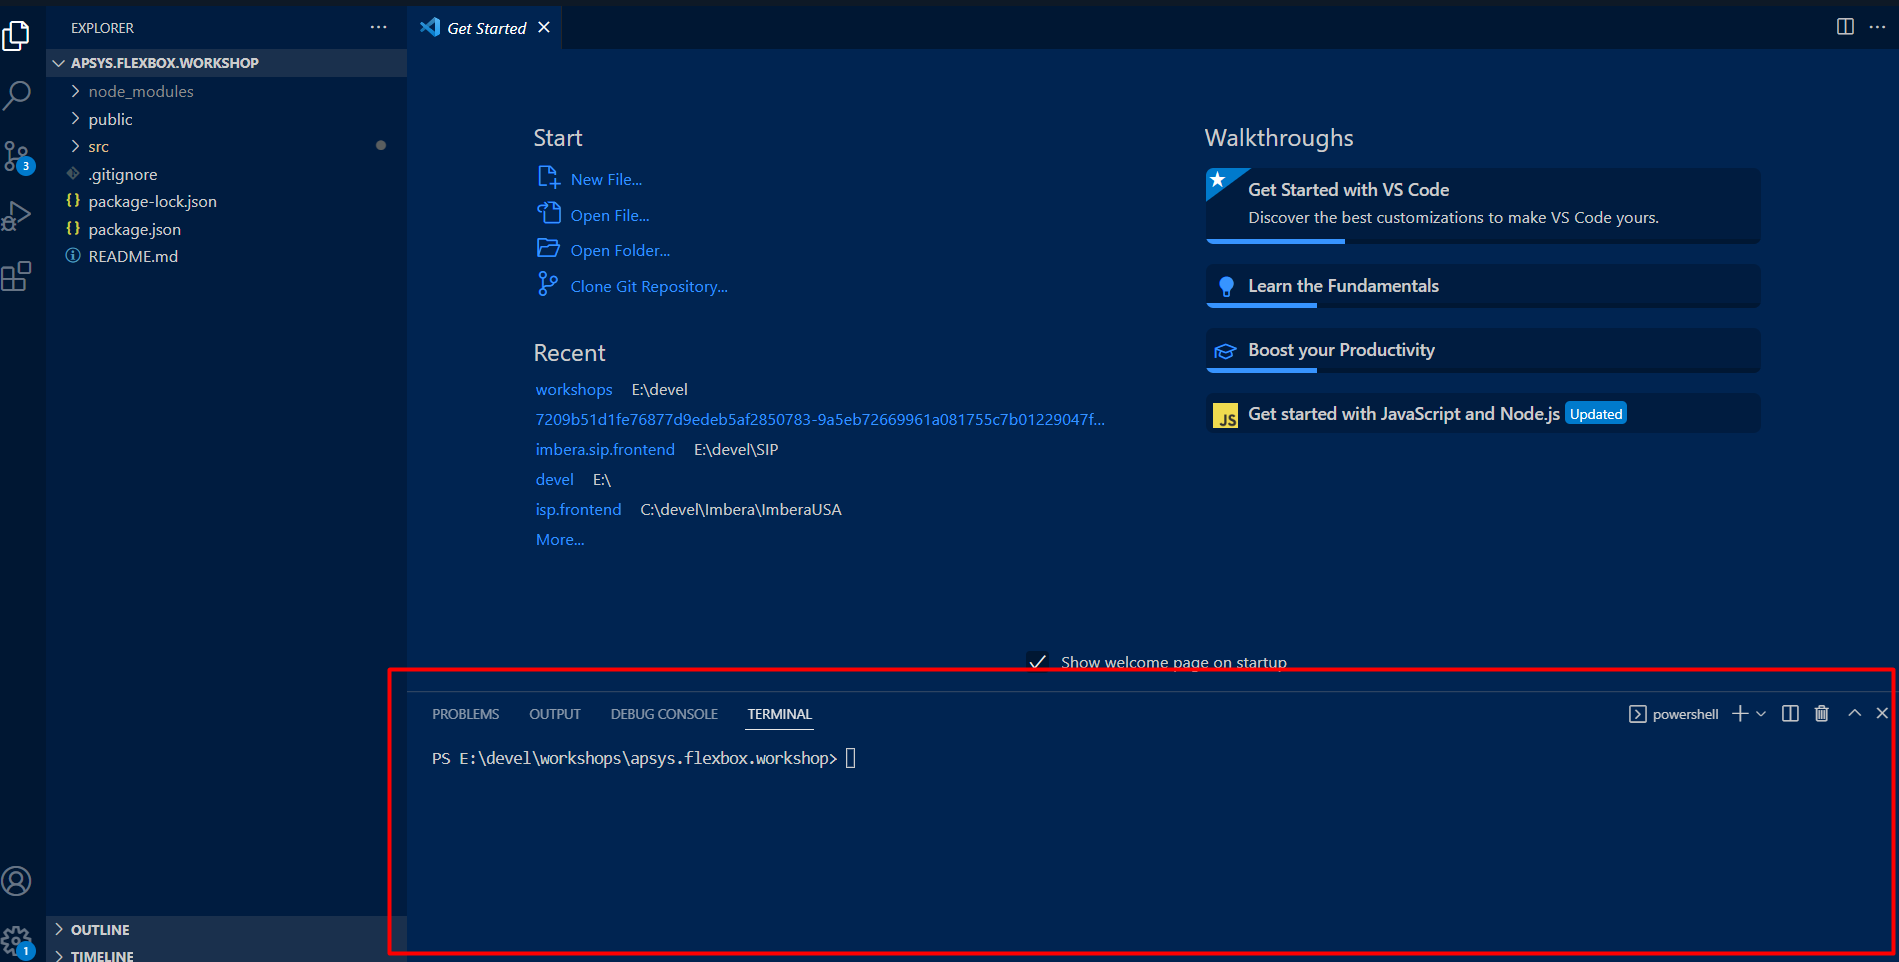 EXPLORER
APSYS.FLEXBOX.WORKSHOP
node_modules
public
src
.gitignore
package-lock.json
package.json
README.md
3
OUTLINE
TIMELINE
1
Get Started
Start
New File...
Open File...
Open Folder...
Clone Git Repository...
Recent
workshops E:\devel
7209b51d1fe76877d9edeb5af2850783-9a5eb72669961a081755c7b01229047f...
imbera.sip.frontend E:\devel\SIP
devel E:\
isp.frontend C:\devel\Imbera\ImberaUSA
More...
Walkthroughs
Get Started with VS Code
Discover the best customizations to make VS Code yours.
Learn the Fundamentals
Boost your Productivity
JS Get started with JavaScript and Node.js Updated
Show welcome page on startup
PROBLEMS OUTPUT DEBUG CONSOLE TERMINAL powershell
PS E:\devel\workshops\apsys.flexbox.workshop>